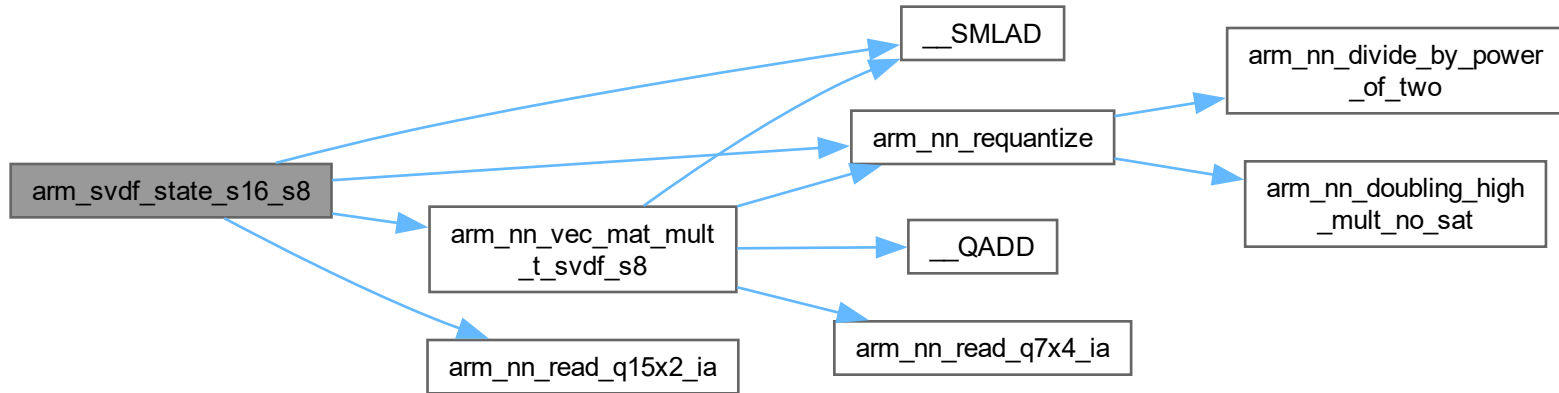 __SMLAD
arm_nn_divide_by_power
_of_two
arm_nn_requantize
arm_svdf_state_s16_s8
arm_nn_doubling_high
_mult_no_sat
arm_nn_vec_mat_mult
_t_svdf_s8
__QADD
arm_nn_read_q7x4_ia
arm_nn_read_q15x2_ia